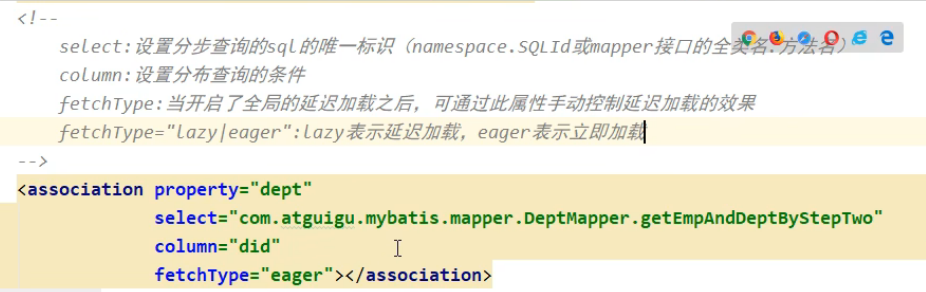 <!--
select:设置分步查询的sql的唯一标识（namespace.SQLId或mapper接口的全类名.方法名）
column:设置分布查询的条件
fetchType:当开启了全局的延迟加载之后，可通过此属性手动控制延迟加载的效果
fetchType="lazy|eager":lazy表示延迟加载，eager表示立即加载
-->
<association property="dept"
select="com.atguigu.mybatis.mapper.DeptMapper.getEmpAndDeptByStepTwo"
column="did"
fetchType="eager"></association>